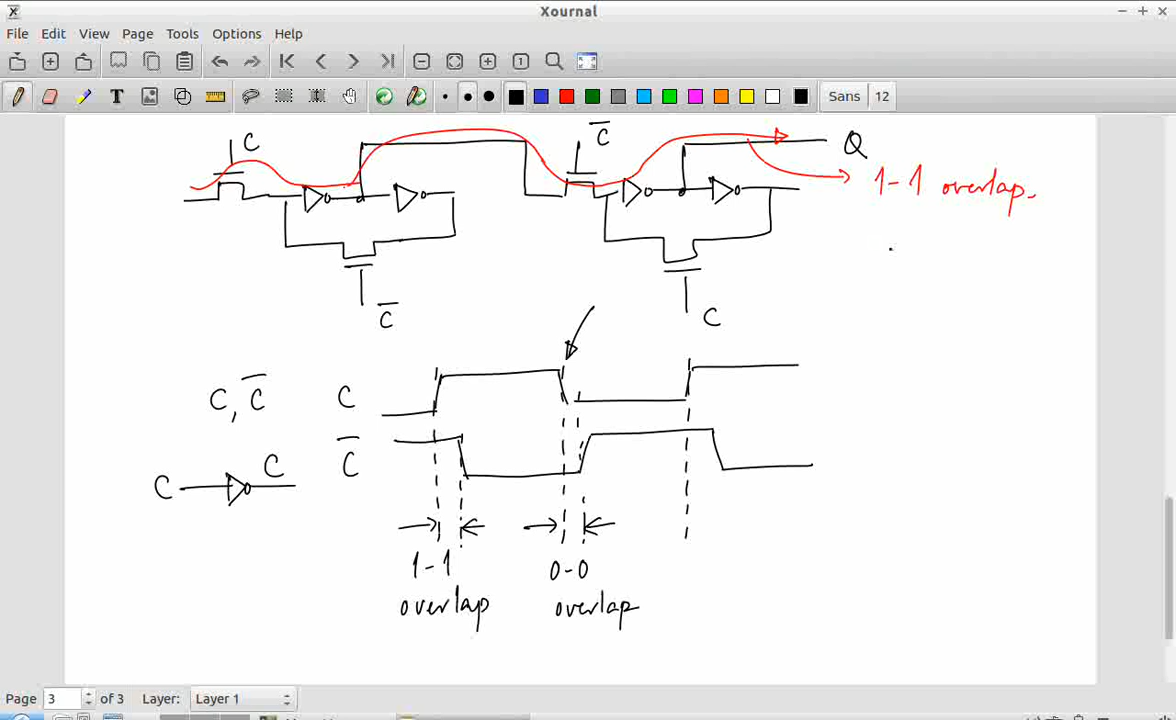 Xournal
File Edit View Page Tools Options Help
Sans 12
C
C̅
Q
1-1 overlap.
C̅
C
C, C̅
C
C̅
C
C
1-1
overlap
0-0
overlap
Page 3 of 3 Layer: Layer 1